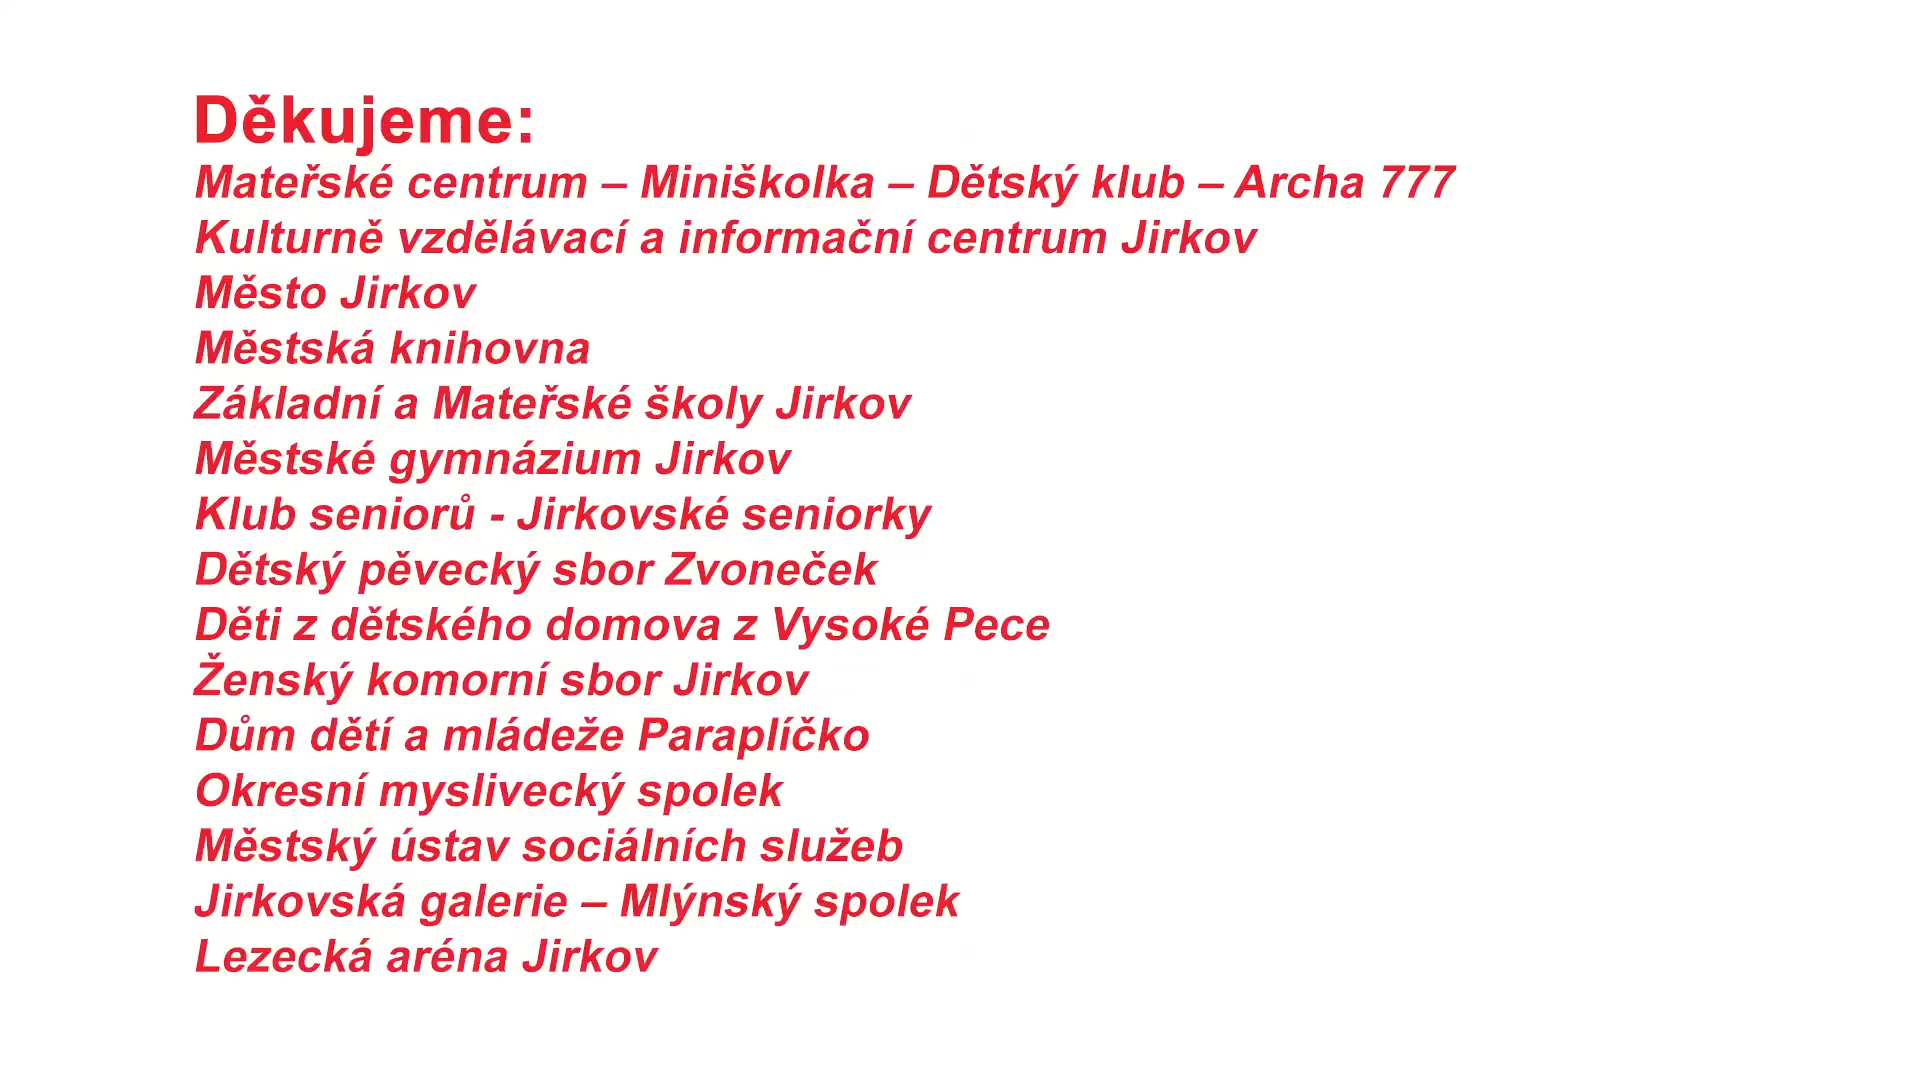 Děkujeme:
Mateřské centrum – Miniškolka – Dětský klub – Archa 777
Kulturně vzdělávací a informační centrum Jirkov
Město Jirkov
Městská knihovna
Základní a Mateřské školy Jirkov
Městské gymnázium Jirkov
Klub seniorů - Jirkovské seniorky
Dětský pěvecký sbor Zvoneček
Děti z dětského domova z Vysoké Pece
Ženský komorní sbor Jirkov
Dům dětí a mládeže Paraplíčko
Okresní myslivecký spolek
Městský ústav sociálních služeb
Jirkovská galerie – Mlýnský spolek
Lezecká aréna Jirkov